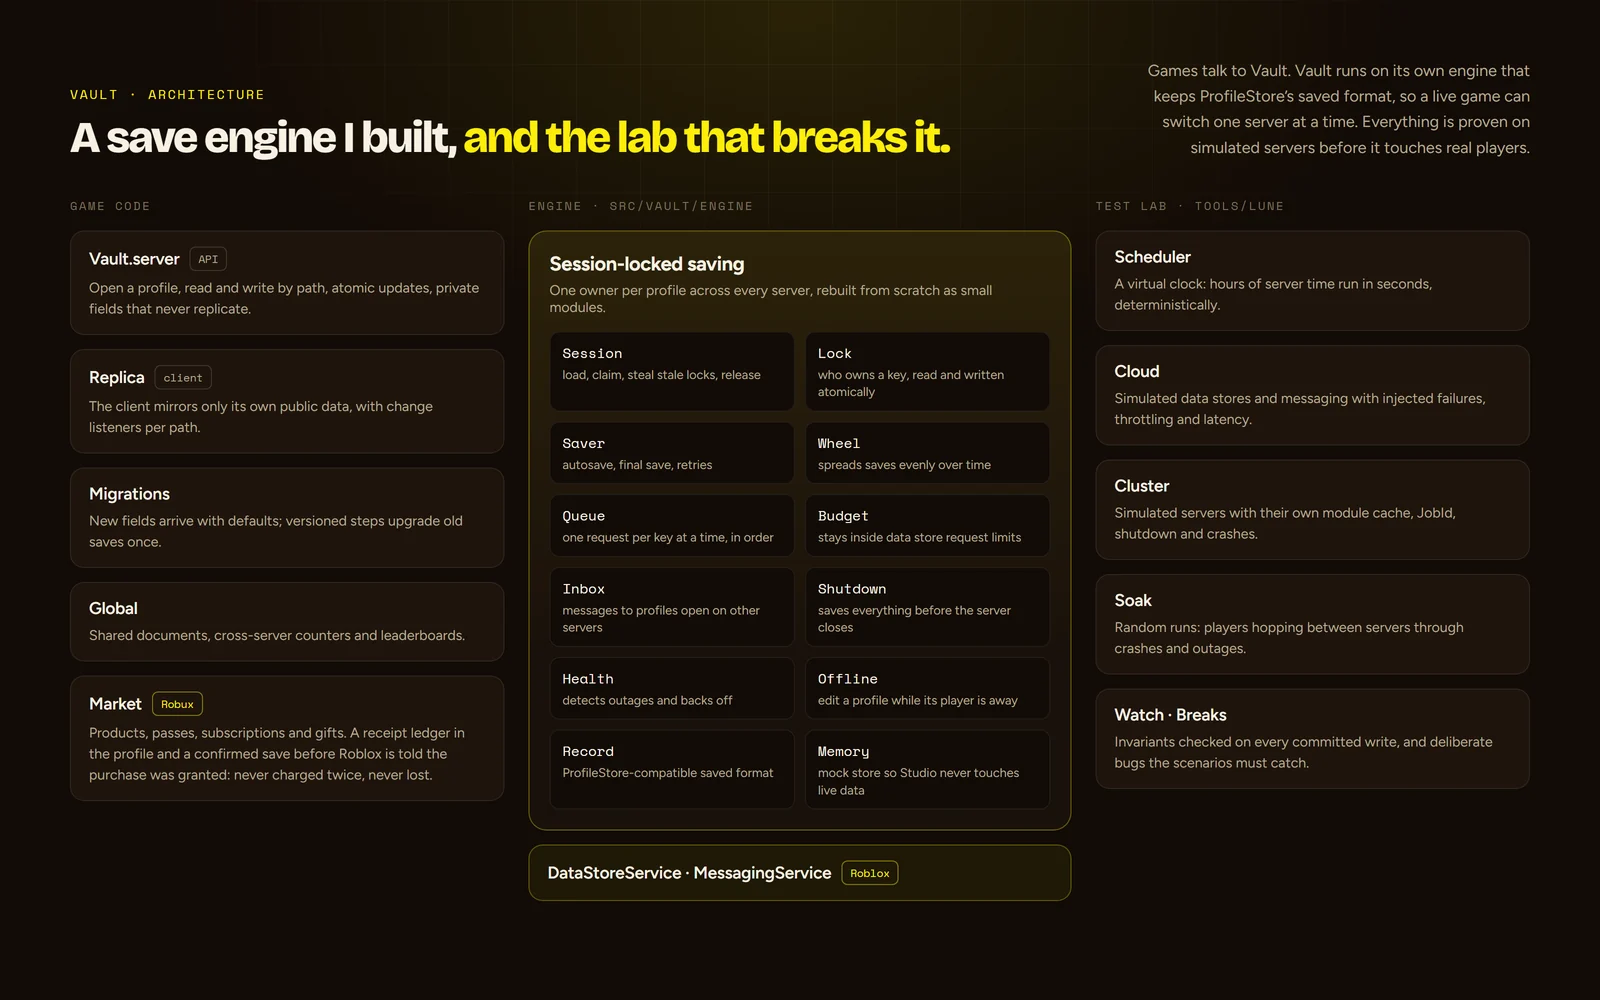 VAULT · ARCHITECTURE
A save engine I built, and the lab that breaks it.
Games talk to Vault. Vault runs on its own engine that
keeps ProfileStore’s saved format, so a live game can
switch one server at a time. Everything is proven on
simulated servers before it touches real players.
GAME CODE
Vault.server API
Open a profile, read and write by path, atomic updates, private
fields that never replicate.
Replica client
The client mirrors only its own public data, with change
listeners per path.
Migrations
New fields arrive with defaults; versioned steps upgrade old
saves once.
Global
Shared documents, cross-server counters and leaderboards.
Market Robux
Products, passes, subscriptions and gifts. A receipt ledger in
the profile and a confirmed save before Roblox is told the
purchase was granted: never charged twice, never lost.
ENGINE · SRC/VAULT/ENGINE
Session-locked saving
One owner per profile across every server, rebuilt from scratch as small
modules.
Session
load, claim, steal stale locks, release
Lock
who owns a key, read and written
atomically
Saver
autosave, final save, retries
Wheel
spreads saves evenly over time
Queue
one request per key at a time, in order
Budget
stays inside data store request limits
Inbox
messages to profiles open on other
servers
Shutdown
saves everything before the server
closes
Health
detects outages and backs off
Offline
edit a profile while its player is away
Record
ProfileStore-compatible saved format
Memory
mock store so Studio never touches
live data
DataStoreService · MessagingService Roblox
TEST LAB · TOOLS/LUNE
Scheduler
A virtual clock: hours of server time run in seconds,
deterministically.
Cloud
Simulated data stores and messaging with injected failures,
throttling and latency.
Cluster
Simulated servers with their own module cache, JobId,
shutdown and crashes.
Soak
Random runs: players hopping between servers through
crashes and outages.
Watch · Breaks
Invariants checked on every committed write, and deliberate
bugs the scenarios must catch.